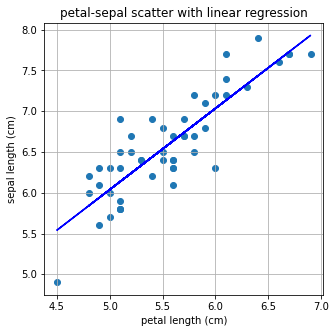 petal-sepal scatter with linear regression
sepal length (cm)
8.0
7.5
7.0
6.5
6.0
5.5
5.0
4.5 5.0 5.5 6.0 6.5 7.0
petal length (cm)